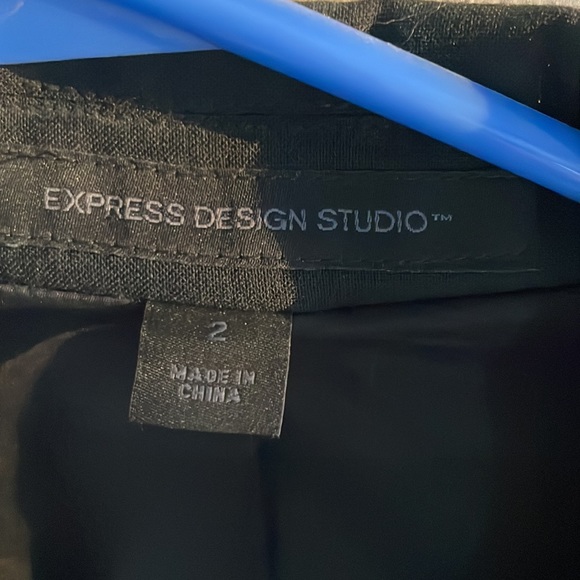 EXPRESS DESIGN STUDIO™
2
MADE IN
CHINA